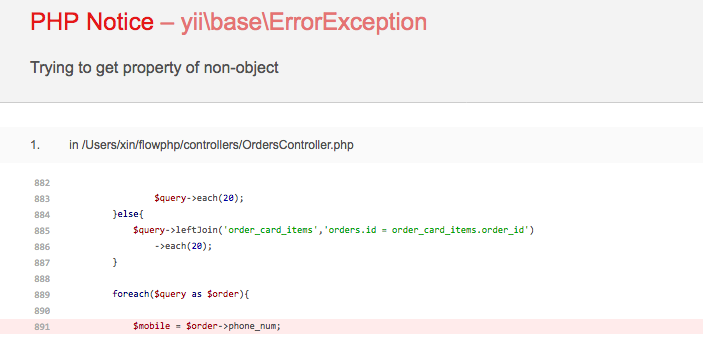 PHP Notice – yii\base\ErrorException
Trying to get property of non-object
1. in /Users/xin/flowphp/controllers/OrdersController.php
882
883 $query->each(20);
884 }else{
885 $query->leftJoin('order_card_items','orders.id = order_card_items.order_id')
886 ->each(20);
887 }
888
889 foreach($query as $order){
890
891 $mobile = $order->phone_num;